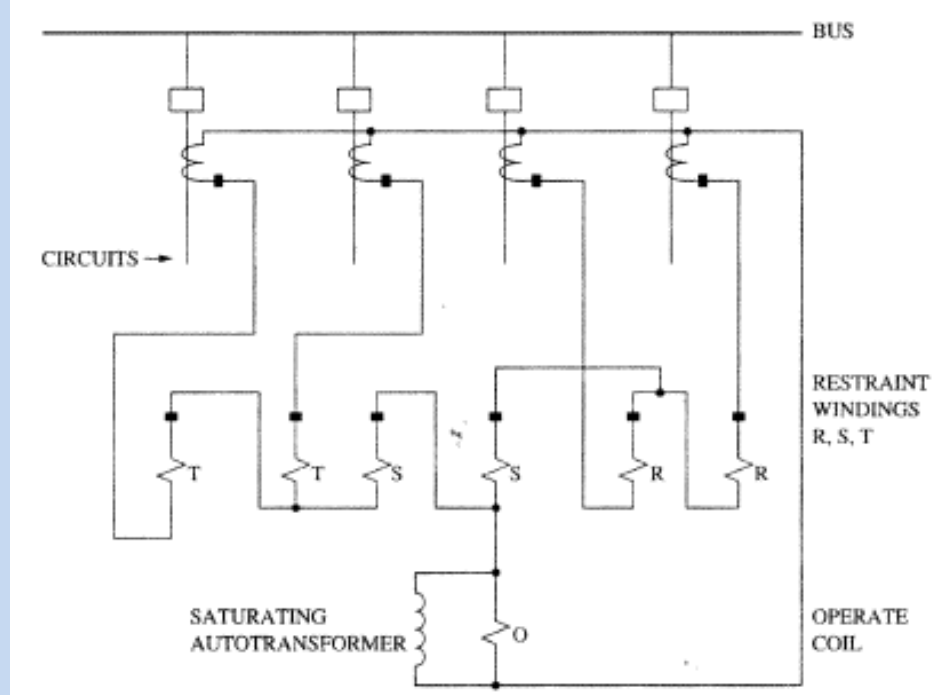 BUS
CIRCUITS
RESTRAINT
WINDINGS
R, S, T
T
T
S
S
R
R
SATURATING
AUTOTRANSFORMER
O
OPERATE
COIL